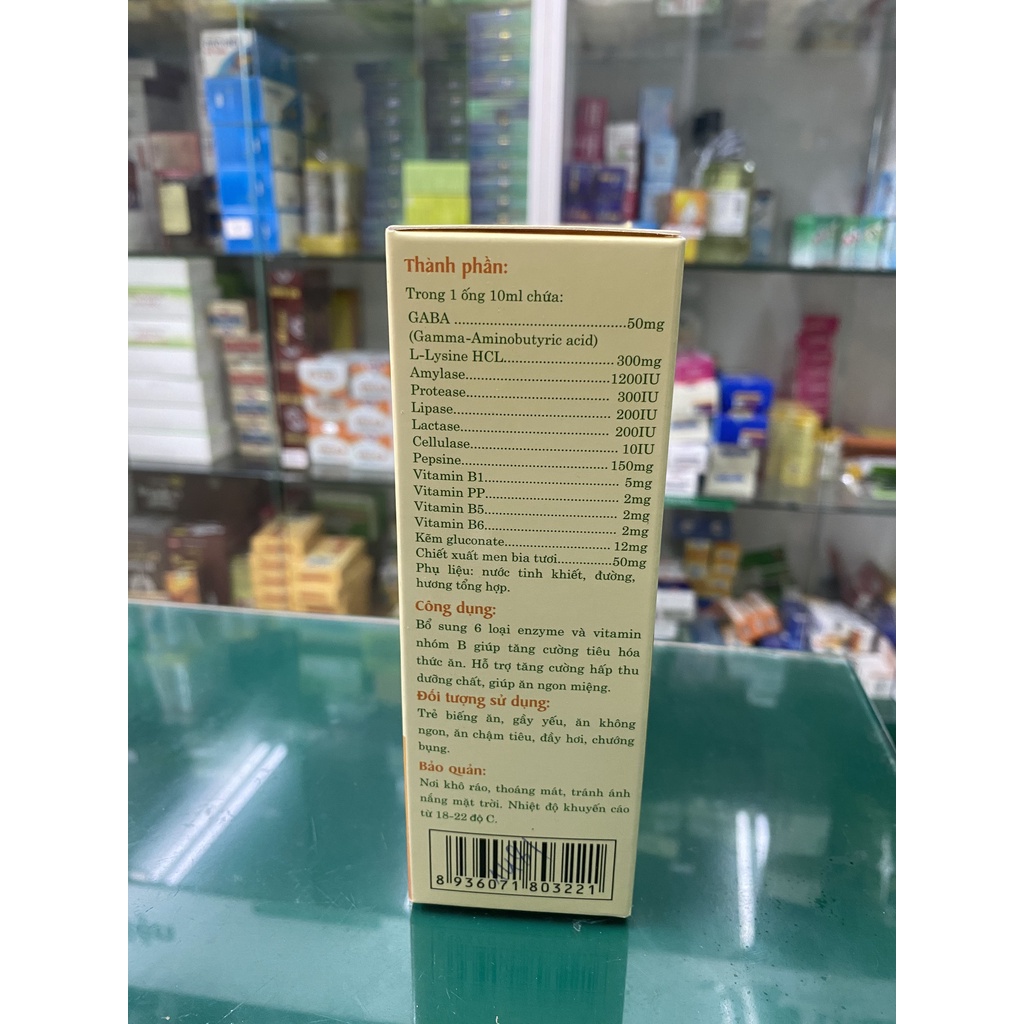 Thành phần:
Trong 1 ống 10ml chứa:
GABA ..........................................50mg
(Gamma-Aminobutyric acid)
L-Lysine HCL........................... 300mg
Amylase....................................1200IU
Protease..................................... 300IU
Lipase........................................ 200IU
Lactase...................................... 200IU
Cellulase...................................... 10IU
Pepsine.................................... 150mg
Vitamin B1.................................. 5mg
Vitamin PP.................................. 2mg
Vitamin B5.................................. 2mg
Vitamin B6.................................. 2mg
Kẽm gluconate.......................... 12mg
Chiết xuất men bia tươi..............50mg
Phụ liệu: nước tinh khiết, đường,
hương tổng hợp.
Công dụng:
Bổ sung 6 loại enzyme và vitamin
nhóm B giúp tăng cường tiêu hóa
thức ăn. Hỗ trợ tăng cường hấp thu
dưỡng chất, giúp ăn ngon miệng.
Đối tượng sử dụng:
Trẻ biếng ăn, gầy yếu, ăn không
ngon, ăn chậm tiêu, đầy hơi, chướng
bụng.
Bảo quản:
Nơi khô ráo, thoáng mát, tránh ánh
nắng mặt trời. Nhiệt độ khuyến cáo
từ 18-22 độ C.
8 936071 803221